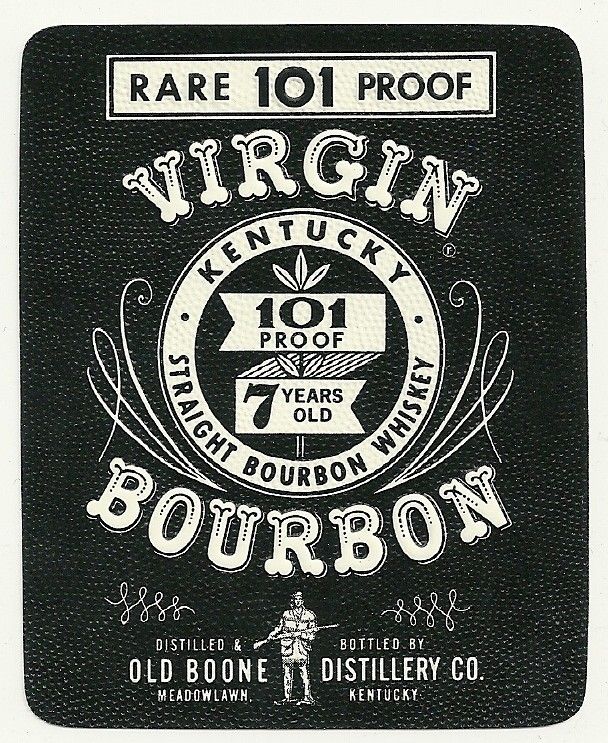 RARE 101 PROOF
VIRGIN
KENTUCKY
101
PROOF
7 YEARS OLD
STRAIGHT BOURBON WHISKEY
BOURBON
DISTILLED & BOTTLED BY
OLD BOONE DISTILLERY CO.
MEADOWLAWN, KENTUCKY